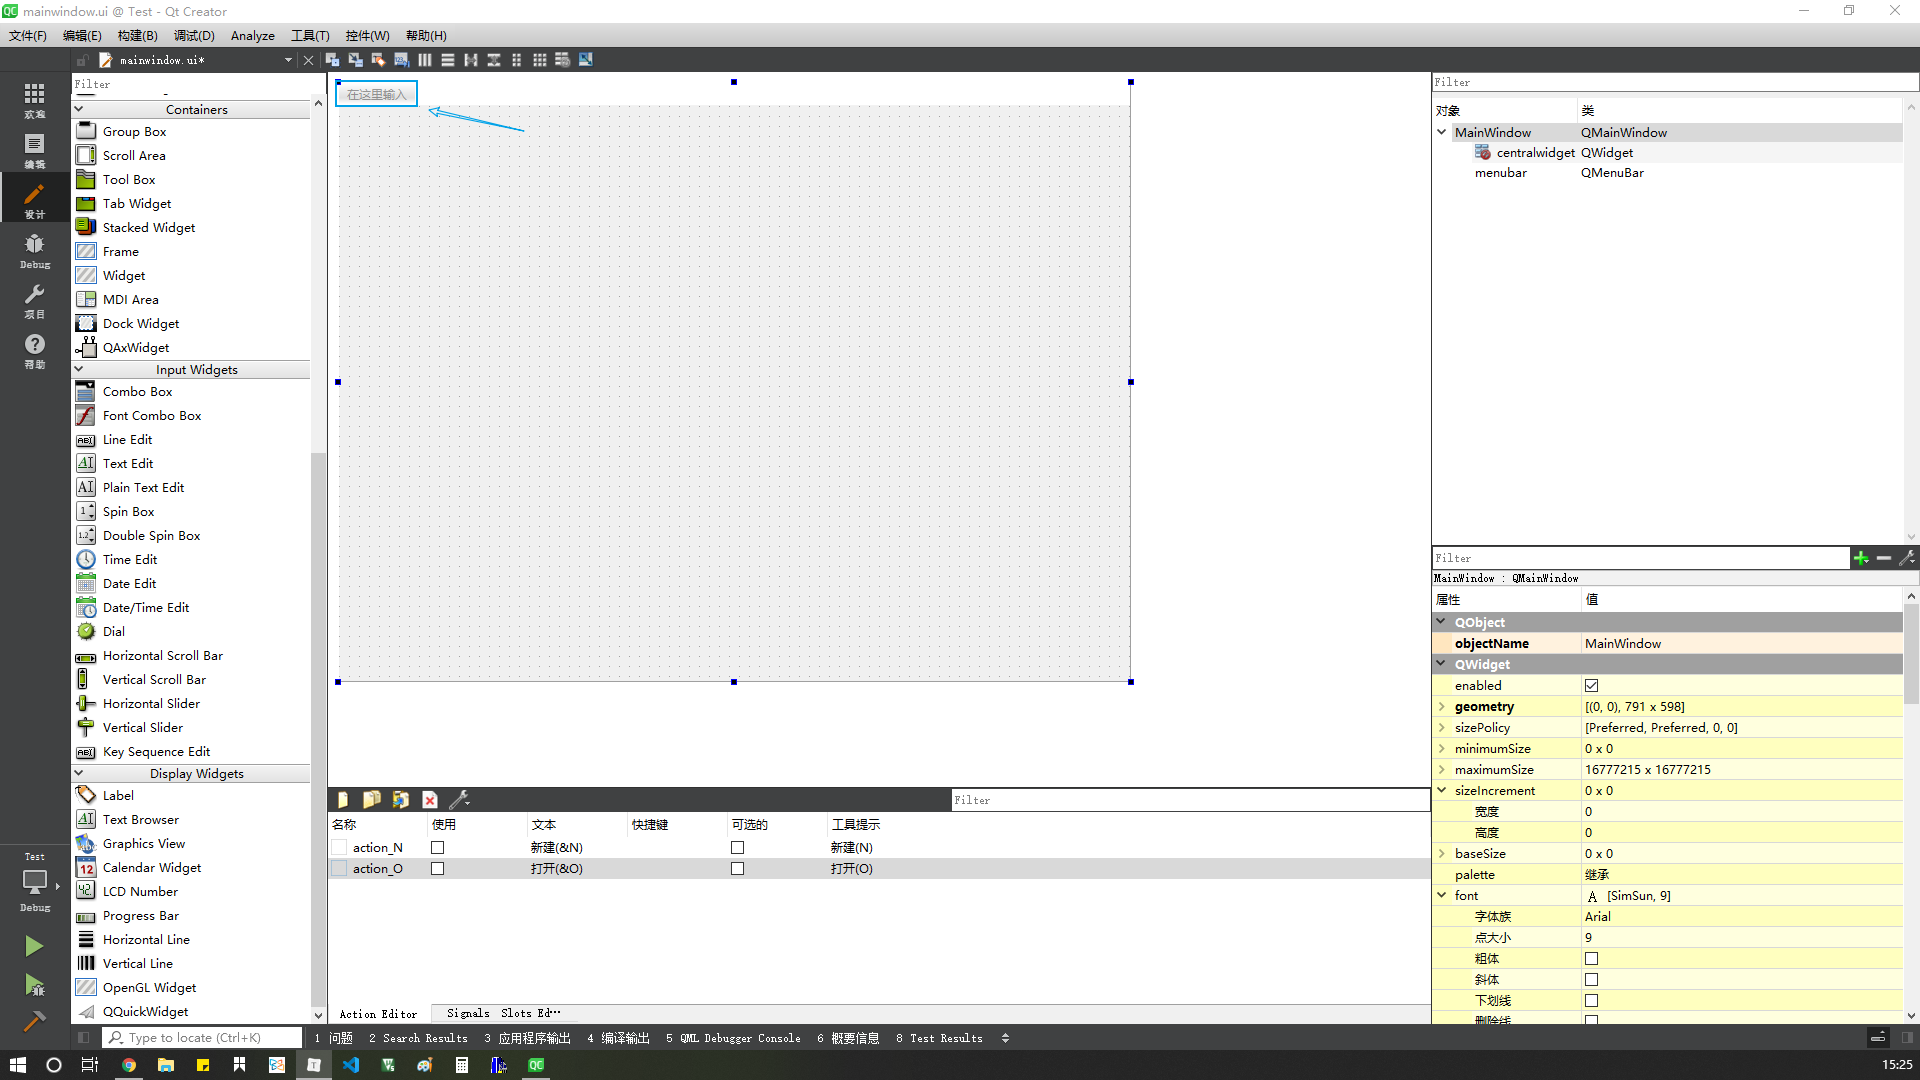 mainwindow.ui @ Test - Qt Creator
文件(F) 编辑(E) 构建(B) 调试(D) Analyze 工具(T) 控件(W) 帮助(H)
mainwindow.ui*
欢迎
编辑
设计
Debug
项目
帮助
Test
Debug
Filter
Containers
Group Box
Scroll Area
Tool Box
Tab Widget
Stacked Widget
Frame
Widget
MDI Area
Dock Widget
QAxWidget
Input Widgets
Combo Box
Font Combo Box
Line Edit
Text Edit
Plain Text Edit
Spin Box
Double Spin Box
Time Edit
Date Edit
Date/Time Edit
Dial
Horizontal Scroll Bar
Vertical Scroll Bar
Horizontal Slider
Vertical Slider
Key Sequence Edit
Display Widgets
Label
Text Browser
Graphics View
Calendar Widget
LCD Number
Progress Bar
Horizontal Line
Vertical Line
OpenGL Widget
QQuickWidget
在这里输入
Filter
名称 使用 文本 快捷键 可选的 工具提示
action_N 新建(&N) 新建(N)
action_O 打开(&O) 打开(O)
Action Editor Signals Slots Ed…
Filter
对象 类
MainWindow QMainWindow
centralwidget QWidget
menubar QMenuBar
Filter
MainWindow : QMainWindow
属性 值
QObject
objectName MainWindow
QWidget
enabled
geometry [(0, 0), 791 x 598]
sizePolicy [Preferred, Preferred, 0, 0]
minimumSize 0 x 0
maximumSize 16777215 x 16777215
sizeIncrement 0 x 0
宽度 0
高度 0
baseSize 0 x 0
palette 继承
font A [SimSun, 9]
字体族 Arial
点大小 9
粗体
斜体
下划线
删除线
Type to locate (Ctrl+K) 1 问题 2 Search Results 3 应用程序输出 4 编译输出 5 QML Debugger Console 6 概要信息 8 Test Results
15:25